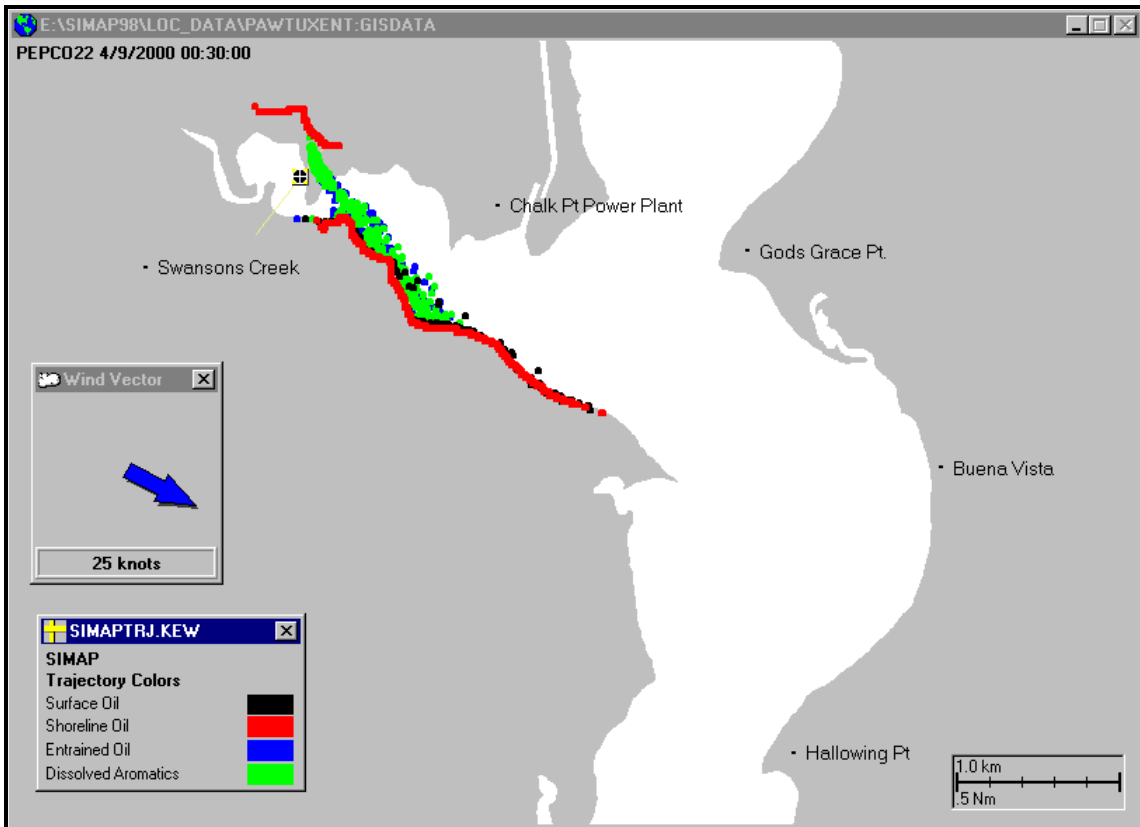 E:\SIMAP98\LOC_DATA\PAWTUXENT:GISDATA
PEPCO22 4/9/2000 00:30:00
Chalk Pt Power Plant
Gods Grace Pt.
Swansons Creek
Wind Vector
25 knots
Buena Vista
SIMAPTRJ.KEW
SIMAP
Trajectory Colors
Surface Oil
Shoreline Oil
Entrained Oil
Dissolved Aromatics
Hallowing Pt
1.0 km
.5 Nm